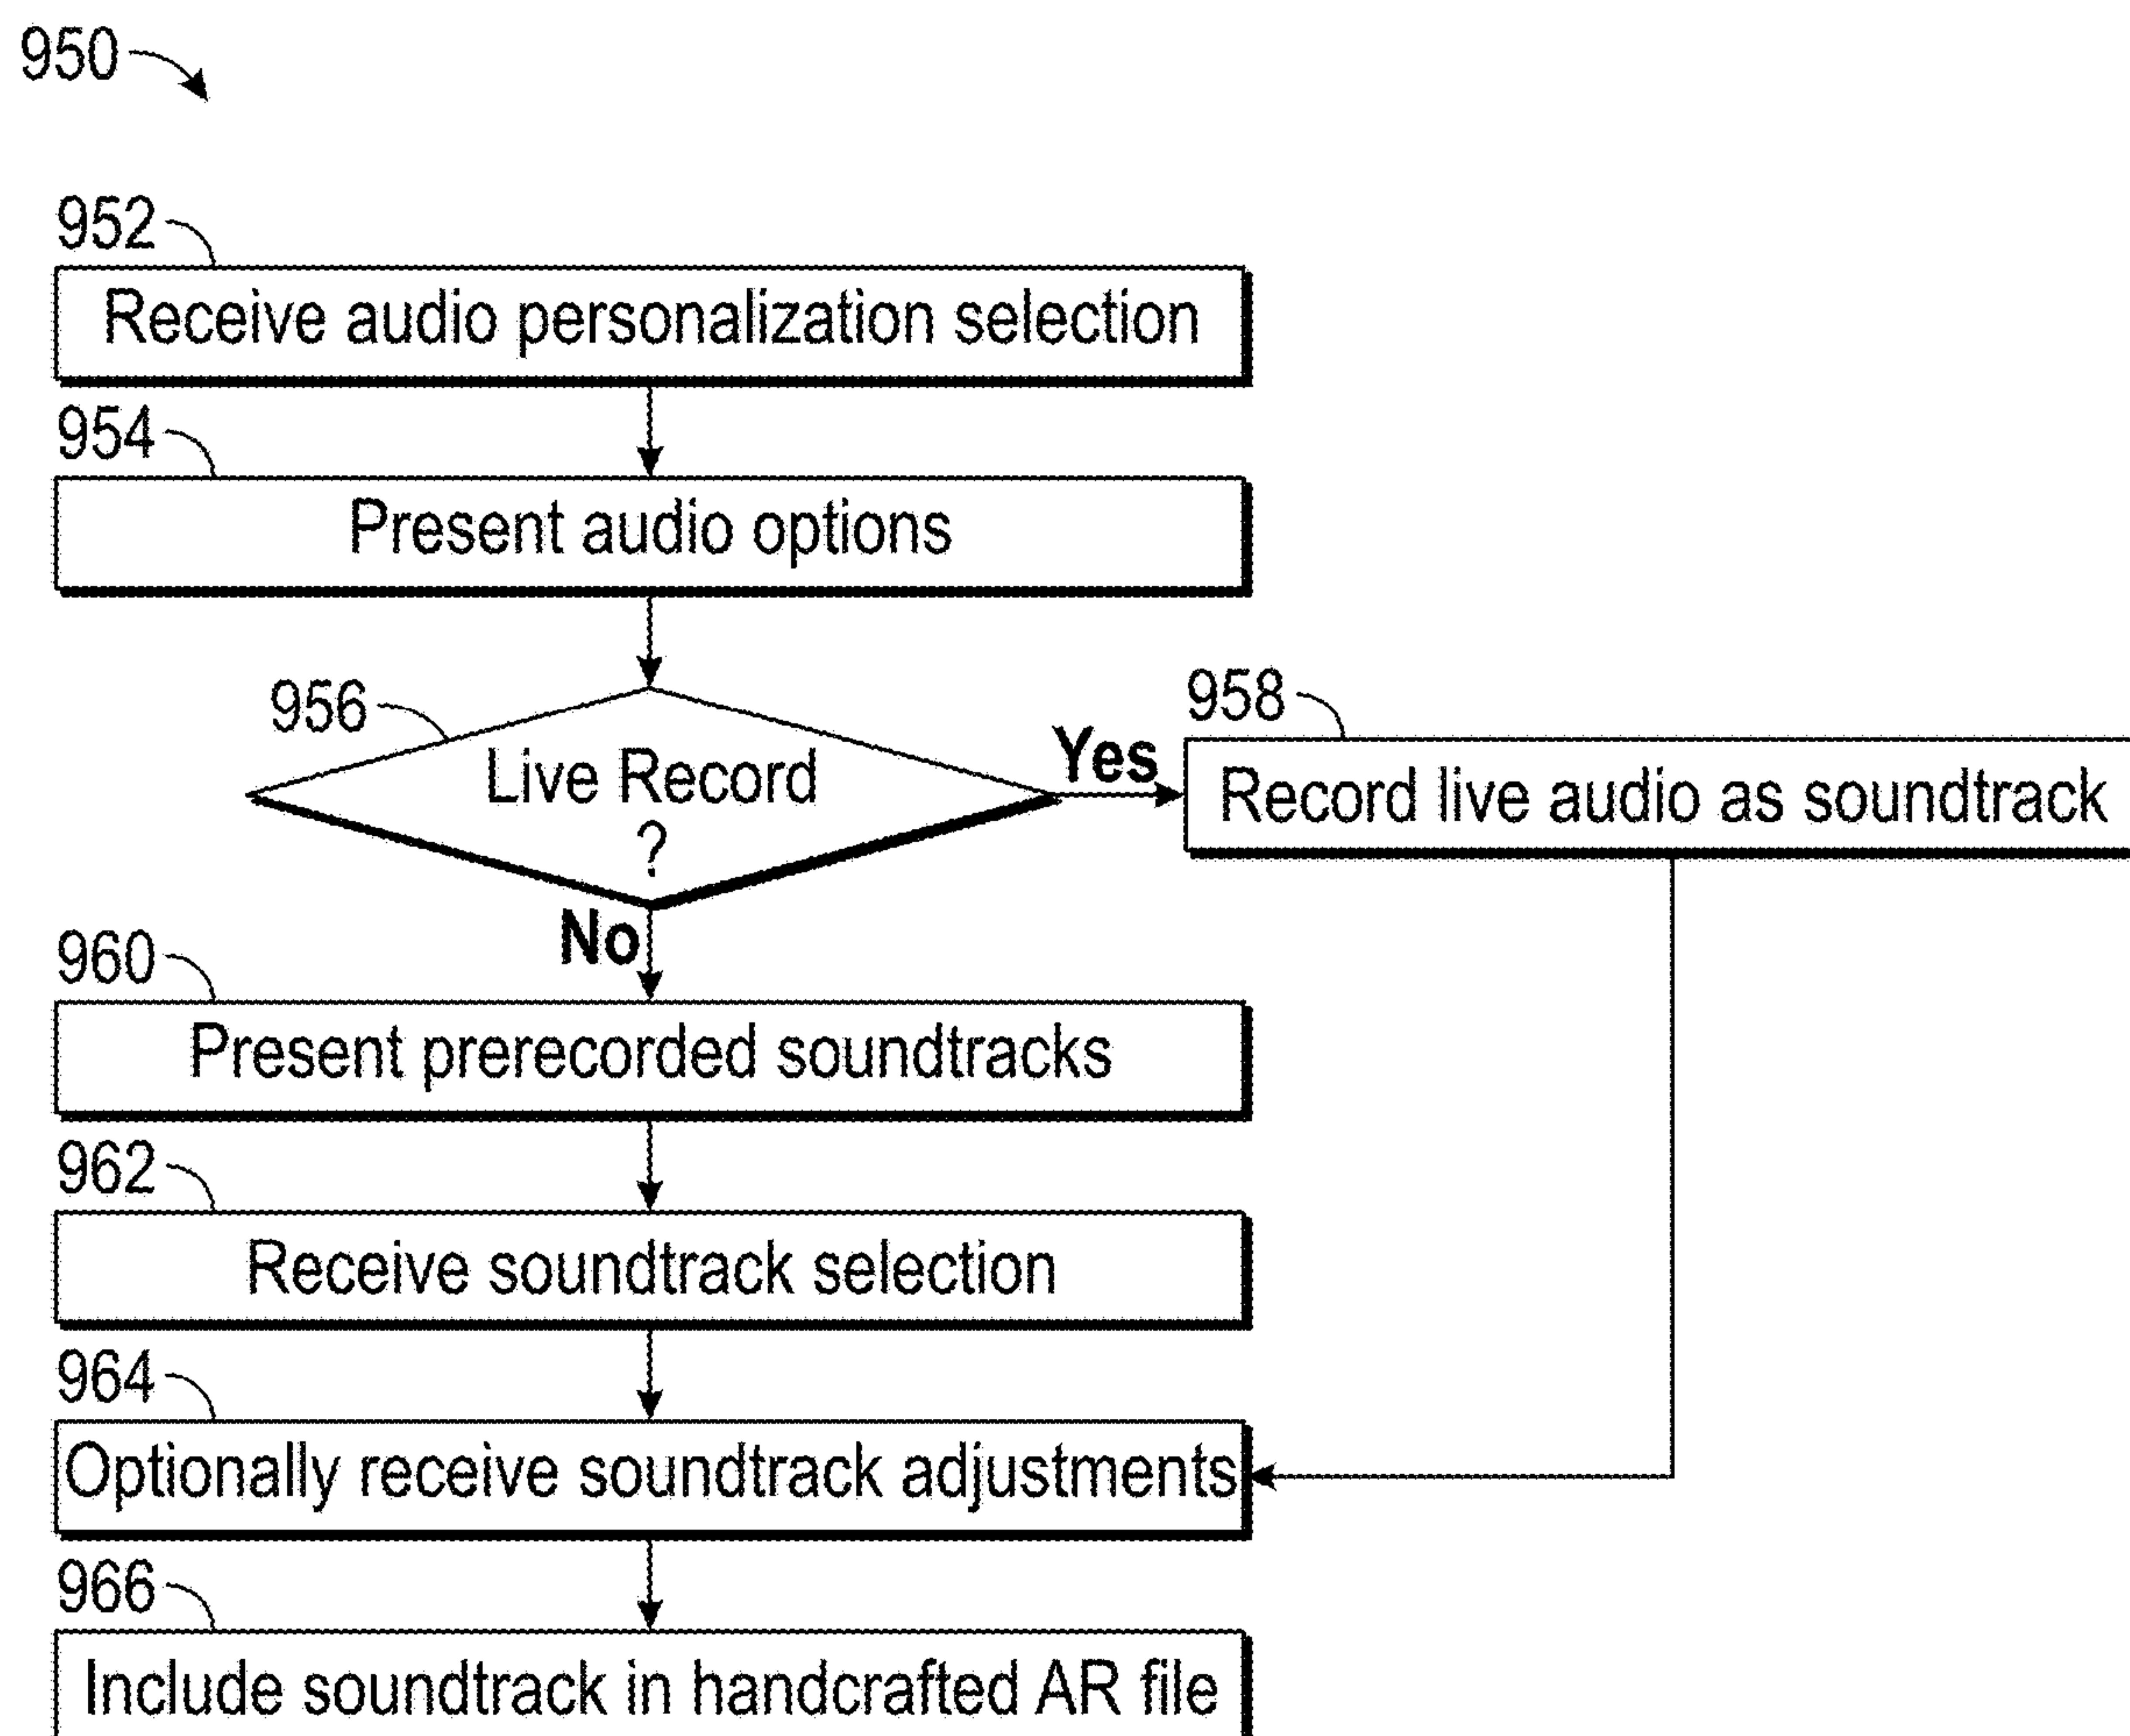 950
952
Receive audio personalization selection
954
Present audio options
956
Live Record
?
Yes
958
Record live audio as soundtrack
No
960
Present prerecorded soundtracks
962
Receive soundtrack selection
964
Optionally receive soundtrack adjustments
966
Include soundtrack in handcrafted AR file